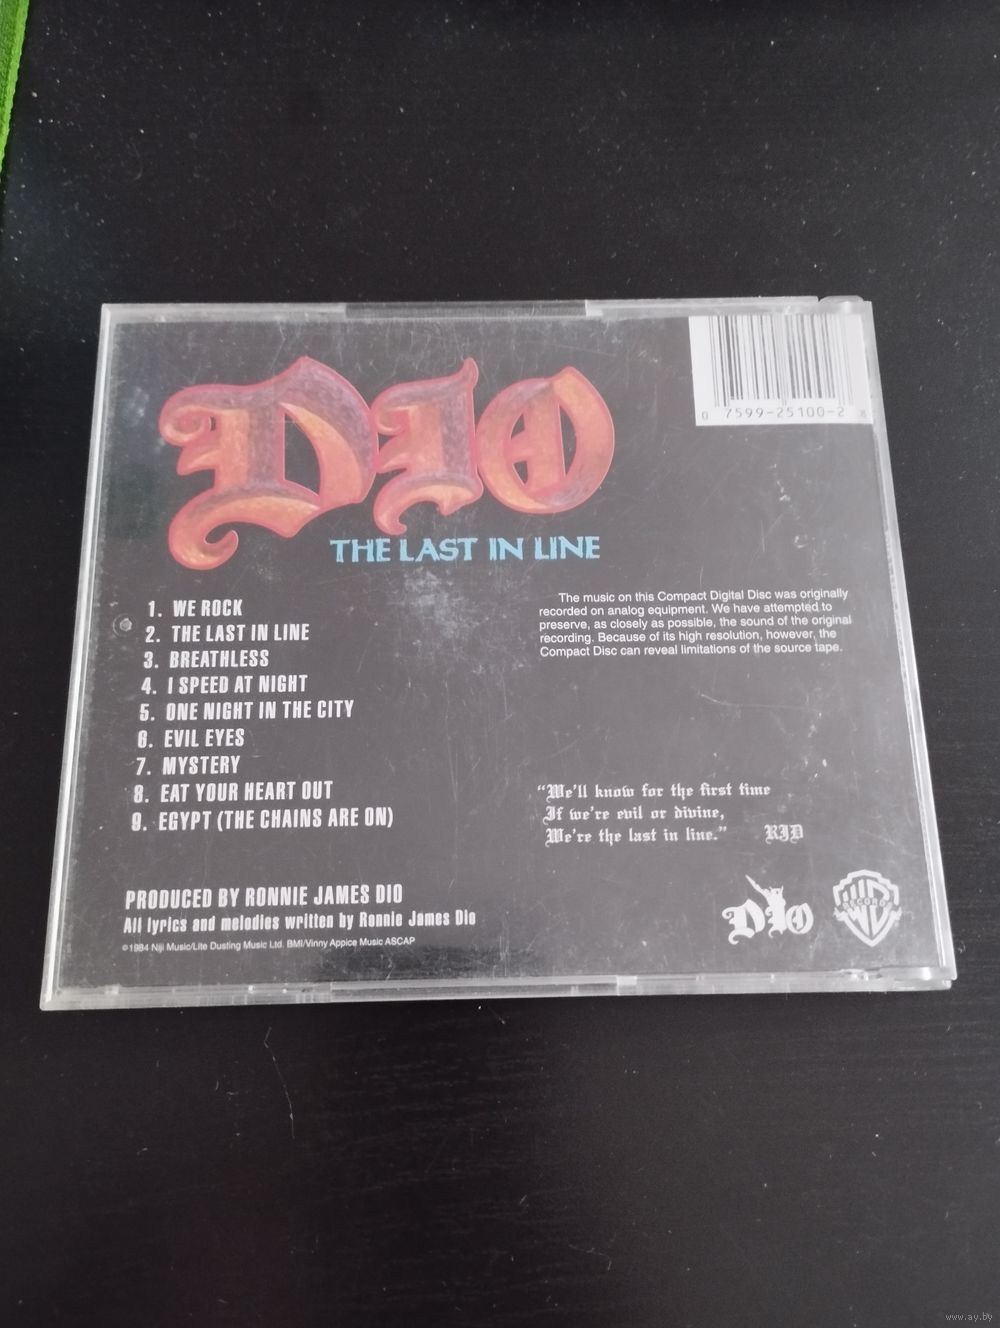 DIO
THE LAST IN LINE
0 7599-25100-2 8
1. WE ROCK
2. THE LAST IN LINE
3. BREATHLESS
4. I SPEED AT NIGHT
5. ONE NIGHT IN THE CITY
6. EVIL EYES
7. MYSTERY
8. EAT YOUR HEART OUT
9. EGYPT (THE CHAINS ARE ON)
The music on this Compact Digital Disc was originally
recorded on analog equipment. We have attempted to
preserve, as closely as possible, the sound of the original
recording. Because of its high resolution, however, the
Compact Disc can reveal limitations of the source tape.
"We'll know for the first time
If we're evil or divine,
We're the last in line." RJD
PRODUCED BY RONNIE JAMES DIO
All lyrics and melodies written by Ronnie James Dio
©1984 Niji Music/Lite Dusting Music Ltd. BMI/Vinny Appice Music ASCAP
DIO
WB RECORDS
www.ay.by